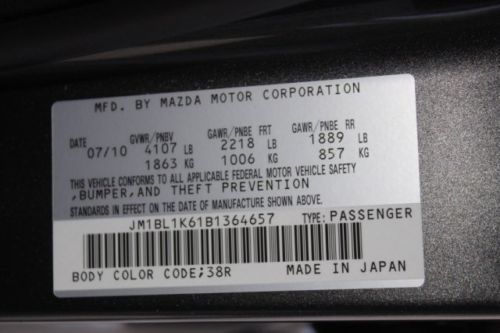 MFD. BY MAZDA MOTOR CORPORATION
DATE GVWR/PNBV GAWR/PNBE FRT GAWR/PNBE RR
07/10 4107 LB 2218 LB 1889 LB
1863 KG 1006 KG 857 KG
THIS VEHICLE CONFORMS TO ALL APPLICABLE FEDERAL MOTOR VEHICLE SAFETY
,BUMPER,AND THEFT PREVENTION
STANDARDS IN EFFECT ON THE DATE OF MANUFACTURE SHOWN ABOVE.
JM1BL1K61B1364657 TYPE: PASSENGER
BODY COLOR CODE;38R MADE IN JAPAN